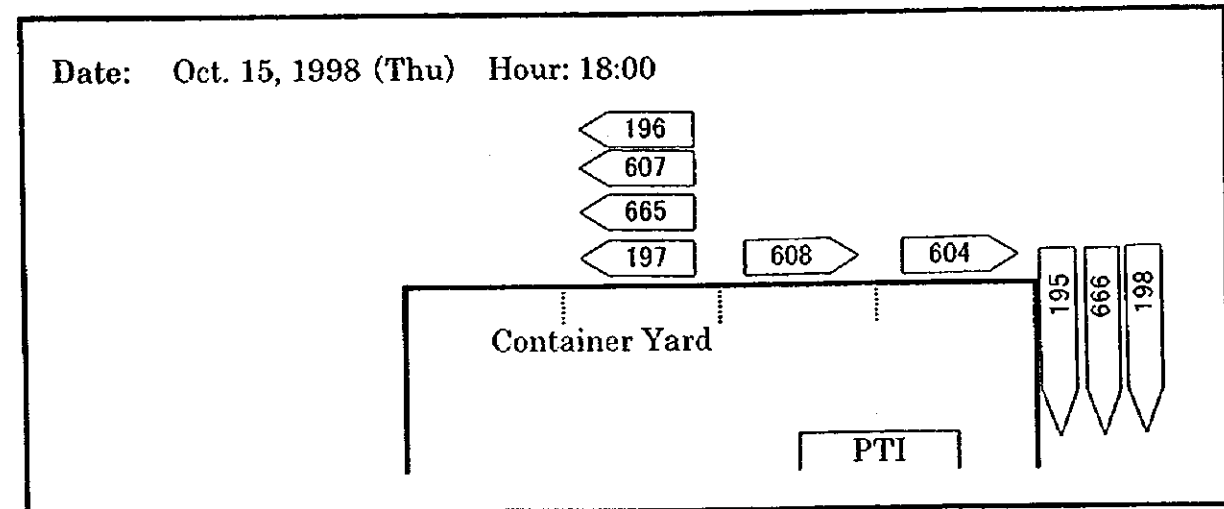 Date: Oct. 15, 1998 (Thu) Hour: 18:00
196
607
665
197 608 604
195 666 198
Container Yard
PTI